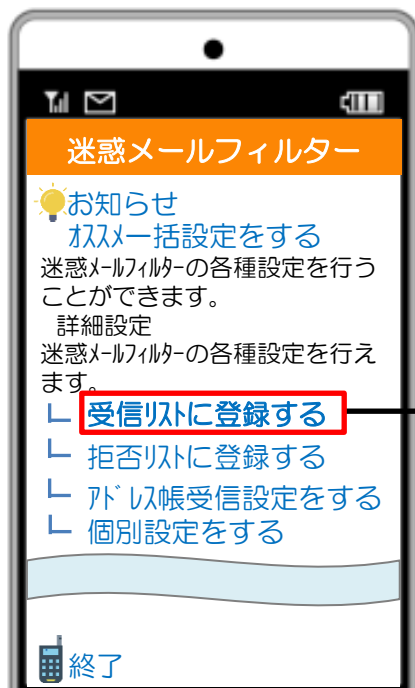 迷惑メールフィルター
お知らせ
ｵｽｽﾒ一括設定をする
迷惑ﾒｰﾙﾌｨﾙﾀｰの各種設定を行う
ことができます。
詳細設定
迷惑ﾒｰﾙﾌｨﾙﾀｰの各種設定を行え
ます。
受信ﾘｽﾄに登録する
拒否ﾘｽﾄに登録する
ｱﾄﾞﾚｽ帳受信設定をする
個別設定をする
終了